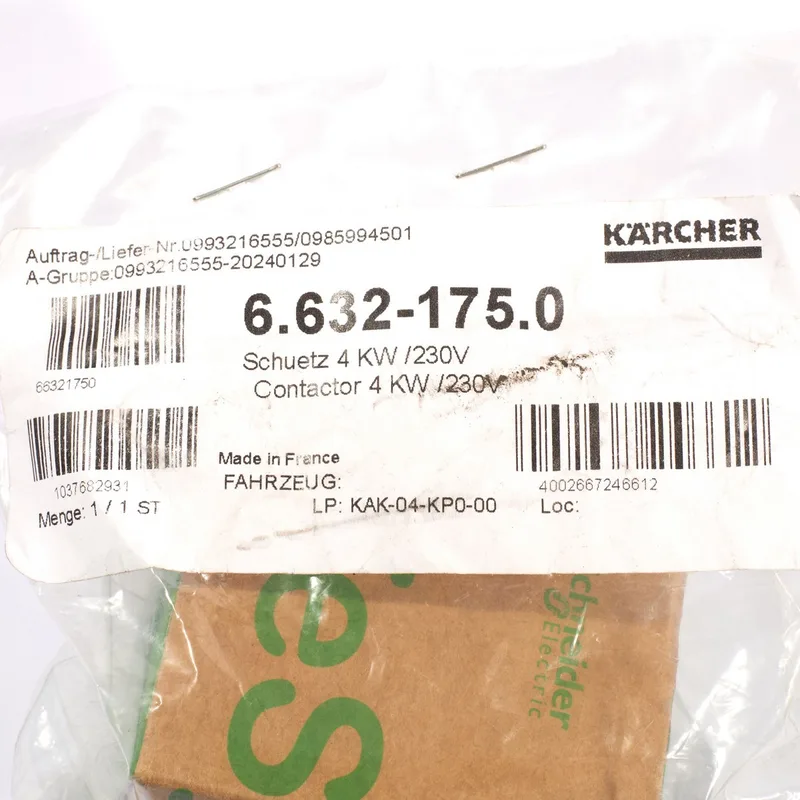 Auftrag-/Liefer-Nr.:0993216555/0985994501
A-Gruppe:0993216555-20240129
KÄRCHER
6.632-175.0
66321750
Schuetz 4 KW /230V
Contactor 4 KW /230V
1037682931
Menge: 1 / 1 ST
Made in France
FAHRZEUG:
LP: KAK-04-KP0-00
4002667246612
Loc:
es
chneider
Electric